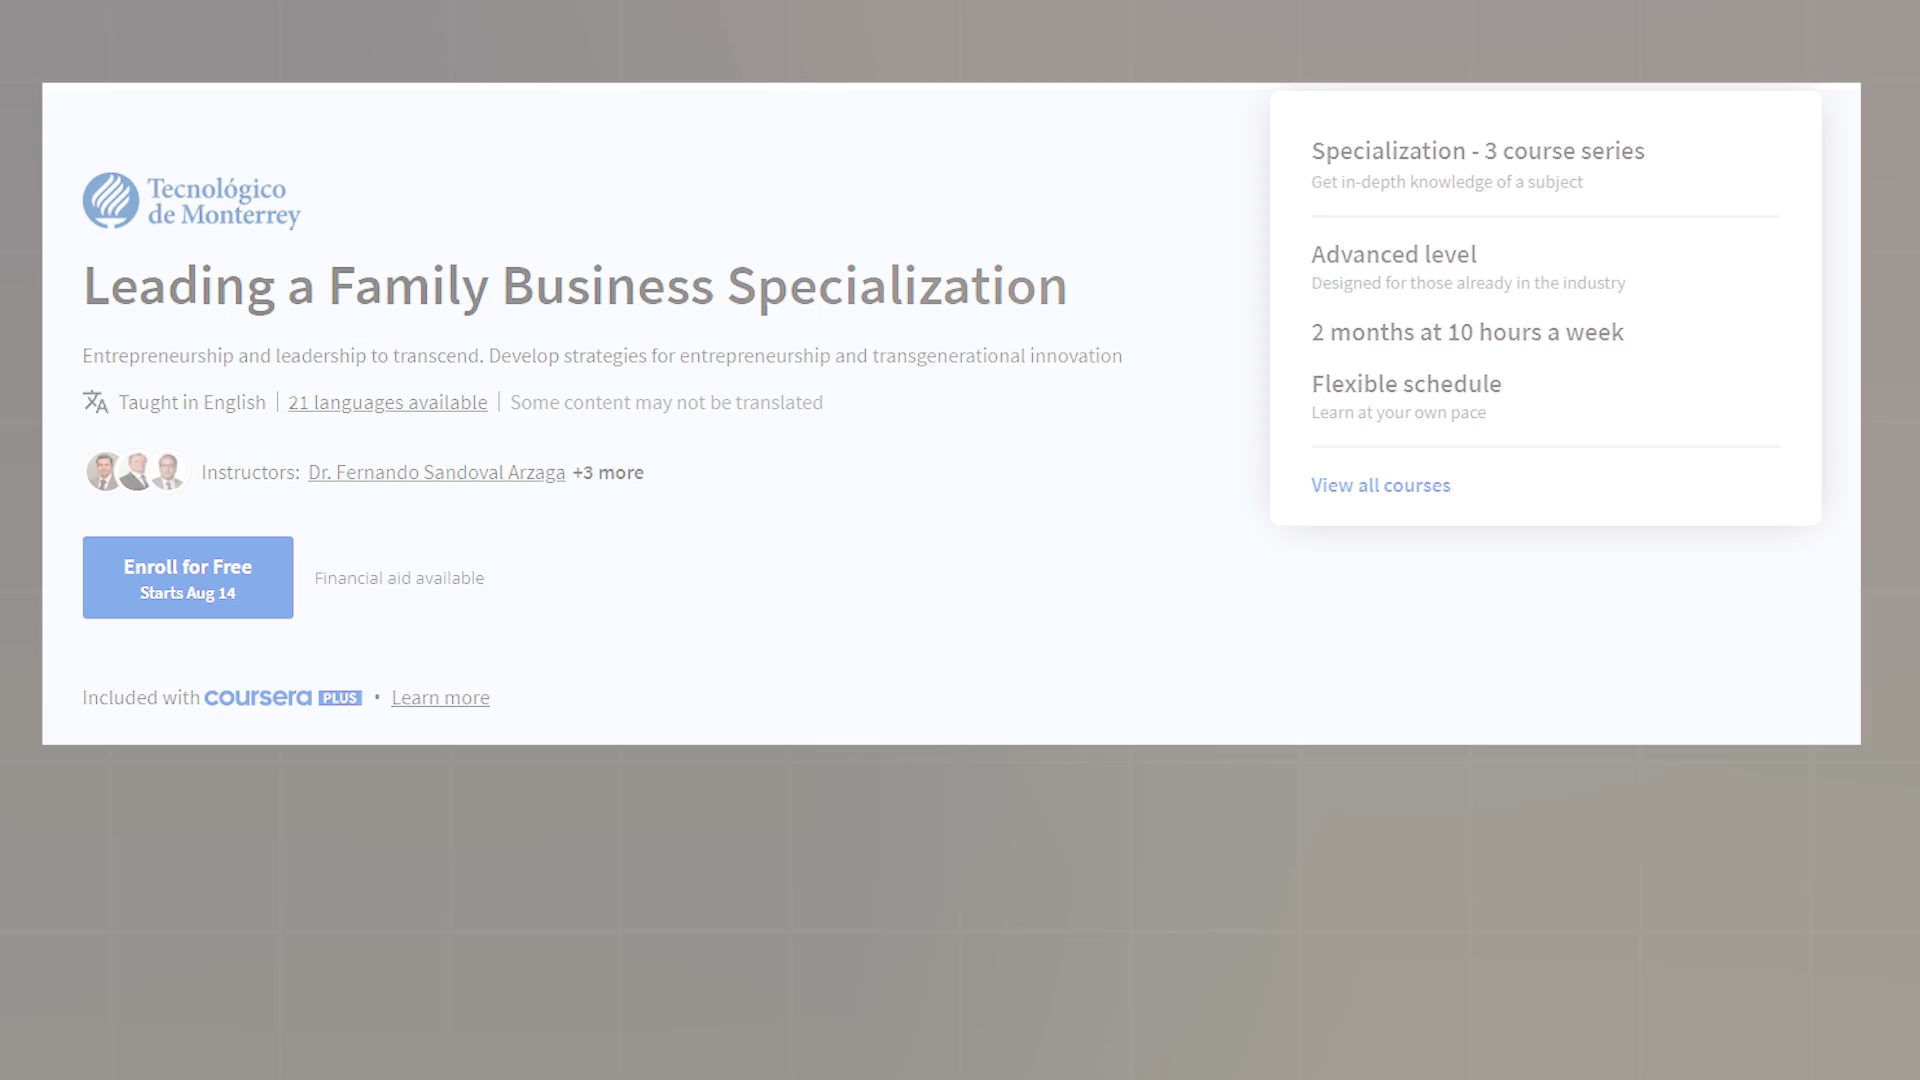 Tecnológico
de Monterrey
Leading a Family Business Specialization
Entrepreneurship and leadership to transcend. Develop strategies for entrepreneurship and transgenerational innovation
Taught in English | 21 languages available | Some content may not be translated
Instructors: Dr. Fernando Sandoval Arzaga +3 more
Enroll for Free
Starts Aug 14
Financial aid available
Included with coursera PLUS • Learn more
Specialization - 3 course series
Get in-depth knowledge of a subject
Advanced level
Designed for those already in the industry
2 months at 10 hours a week
Flexible schedule
Learn at your own pace
View all courses